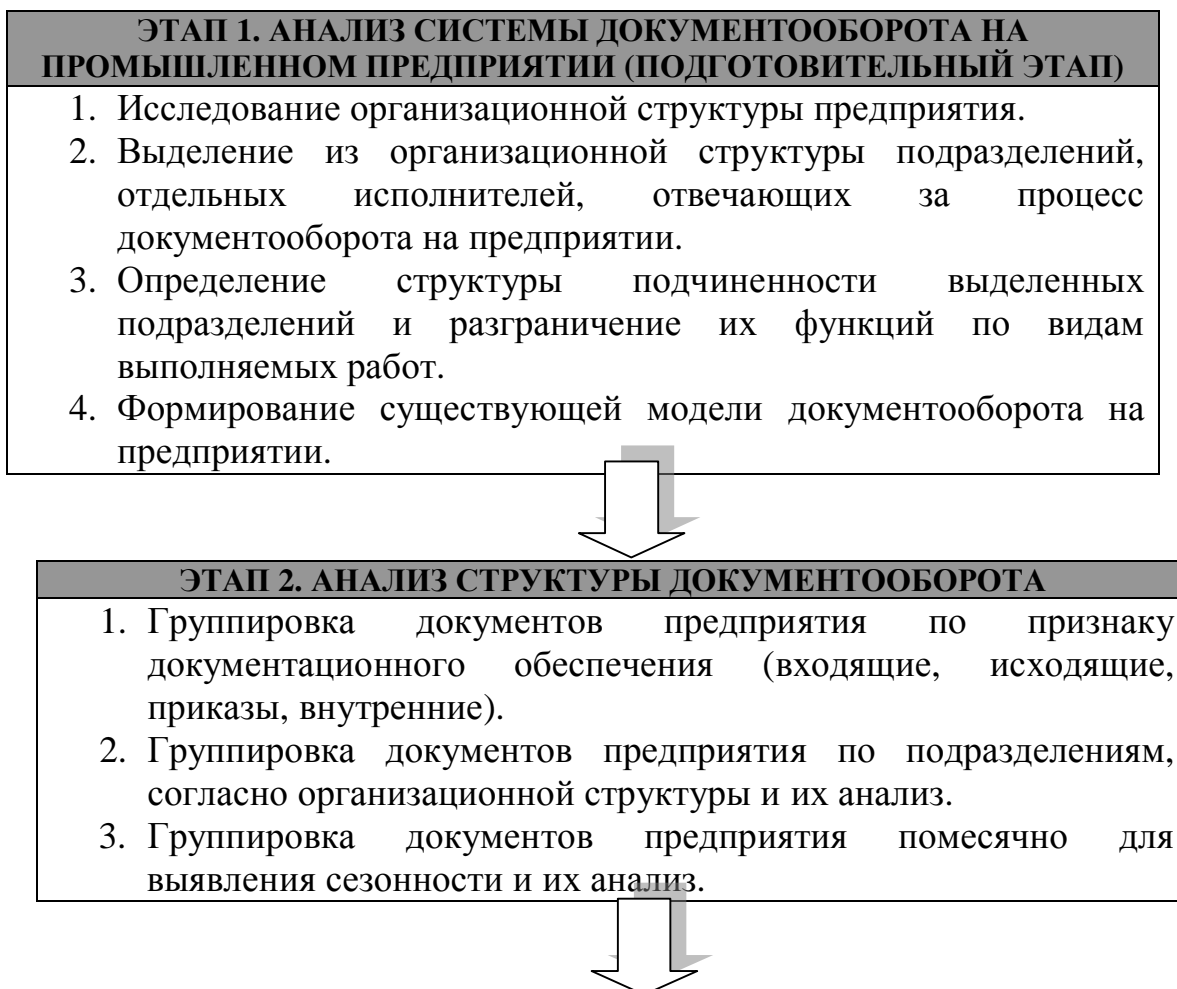 ЭТАП 1. АНАЛИЗ СИСТЕМЫ ДОКУМЕНТООБОРОТА НА
ПРОМЫШЛЕННОМ ПРЕДПРИЯТИИ (ПОДГОТОВИТЕЛЬНЫЙ ЭТАП)
1. Исследование организационной структуры предприятия.
2. Выделение из организационной структуры подразделений,
отдельных исполнителей, отвечающих за процесс
документооборота на предприятии.
3. Определение структуры подчиненности выделенных
подразделений и разграничение их функций по видам
выполняемых работ.
4. Формирование существующей модели документооборота на
предприятии.
ЭТАП 2. АНАЛИЗ СТРУКТУРЫ ДОКУМЕНТООБОРОТА
1. Группировка документов предприятия по признаку
документационного обеспечения (входящие, исходящие,
приказы, внутренние).
2. Группировка документов предприятия по подразделениям,
согласно организационной структуры и их анализ.
3. Группировка документов предприятия помесячно для
выявления сезонности и их анализ.